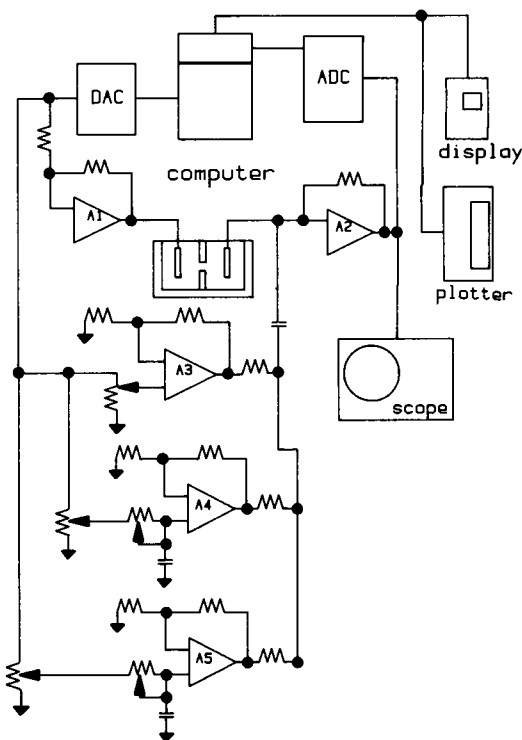 DAC
ADC
display
computer
A1
A2
plotter
A3
scope
A4
A5